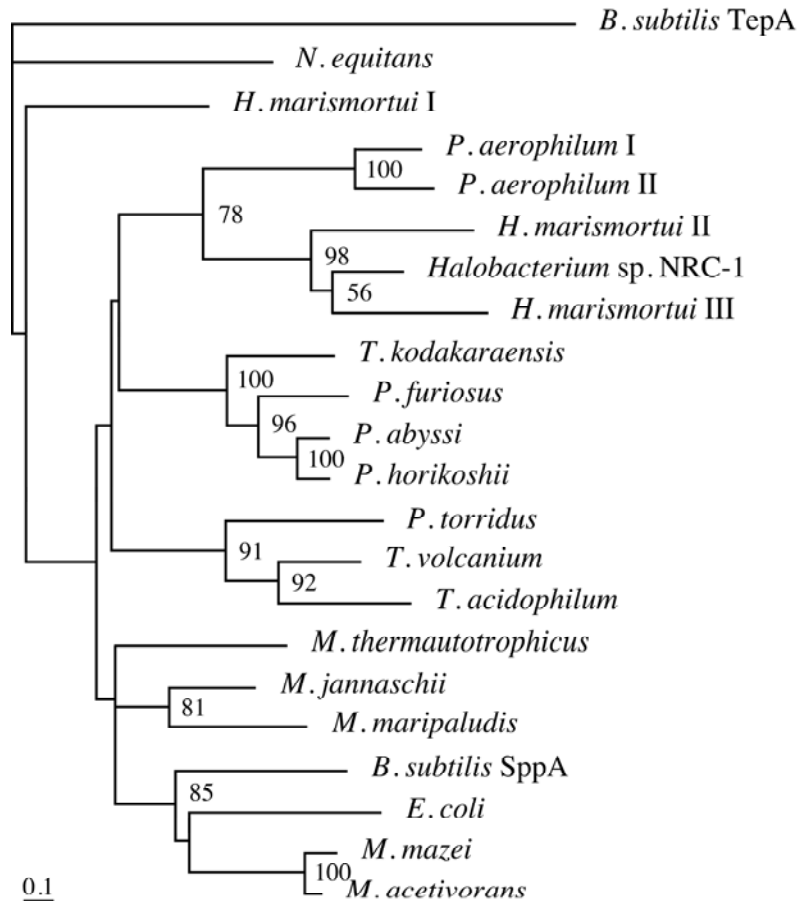 B. subtilis TepA
N. equitans
H. marismortui I
P. aerophilum I
100
P. aerophilum II
78
H. marismortui II
98
Halobacterium sp. NRC-1
56
H. marismortui III
T. kodakaraensis
100
P. furiosus
96
P. abyssi
100
P. horikoshii
P. torridus
91
T. volcanium
92
T. acidophilum
M. thermautotrophicus
M. jannaschii
81
M. maripaludis
B. subtilis SppA
85
E. coli
M. mazei
100
M. acetivorans
0.1